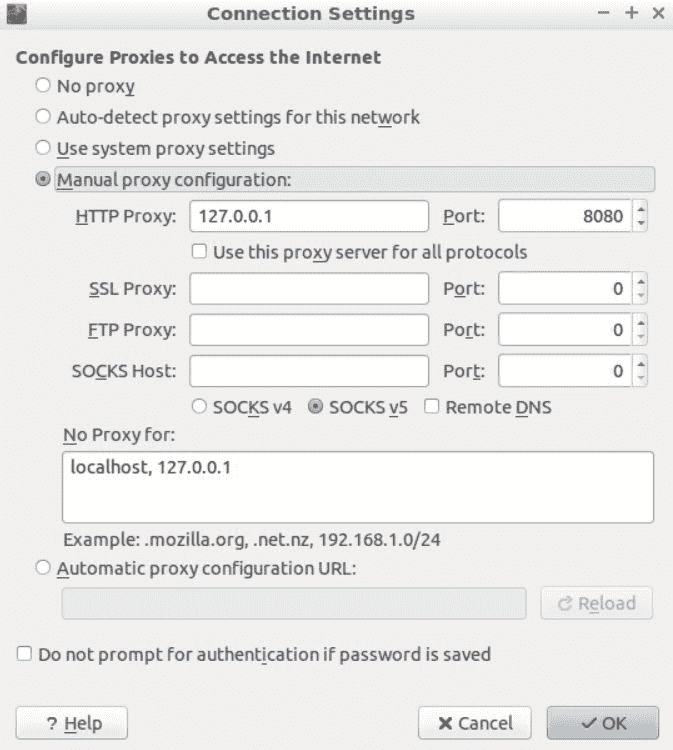 Connection Settings
Configure Proxies to Access the Internet
No proxy
Auto-detect proxy settings for this network
Use system proxy settings
Manual proxy configuration:
HTTP Proxy: 127.0.0.1 Port: 8080
Use this proxy server for all protocols
SSL Proxy: Port: 0
FTP Proxy: Port: 0
SOCKS Host: Port: 0
SOCKS v4 SOCKS v5 Remote DNS
No Proxy for:
localhost, 127.0.0.1
Example: .mozilla.org, .net.nz, 192.168.1.0/24
Automatic proxy configuration URL:
Reload
Do not prompt for authentication if password is saved
? Help Cancel OK